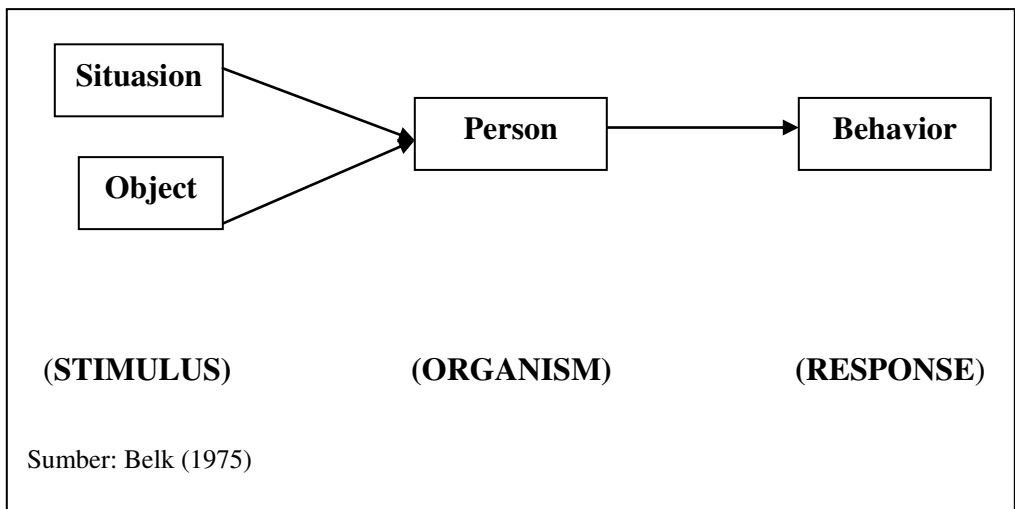 Situasion
Person
Behavior
Object
(STIMULUS)
(ORGANISM)
(RESPONSE)
Sumber: Belk (1975)